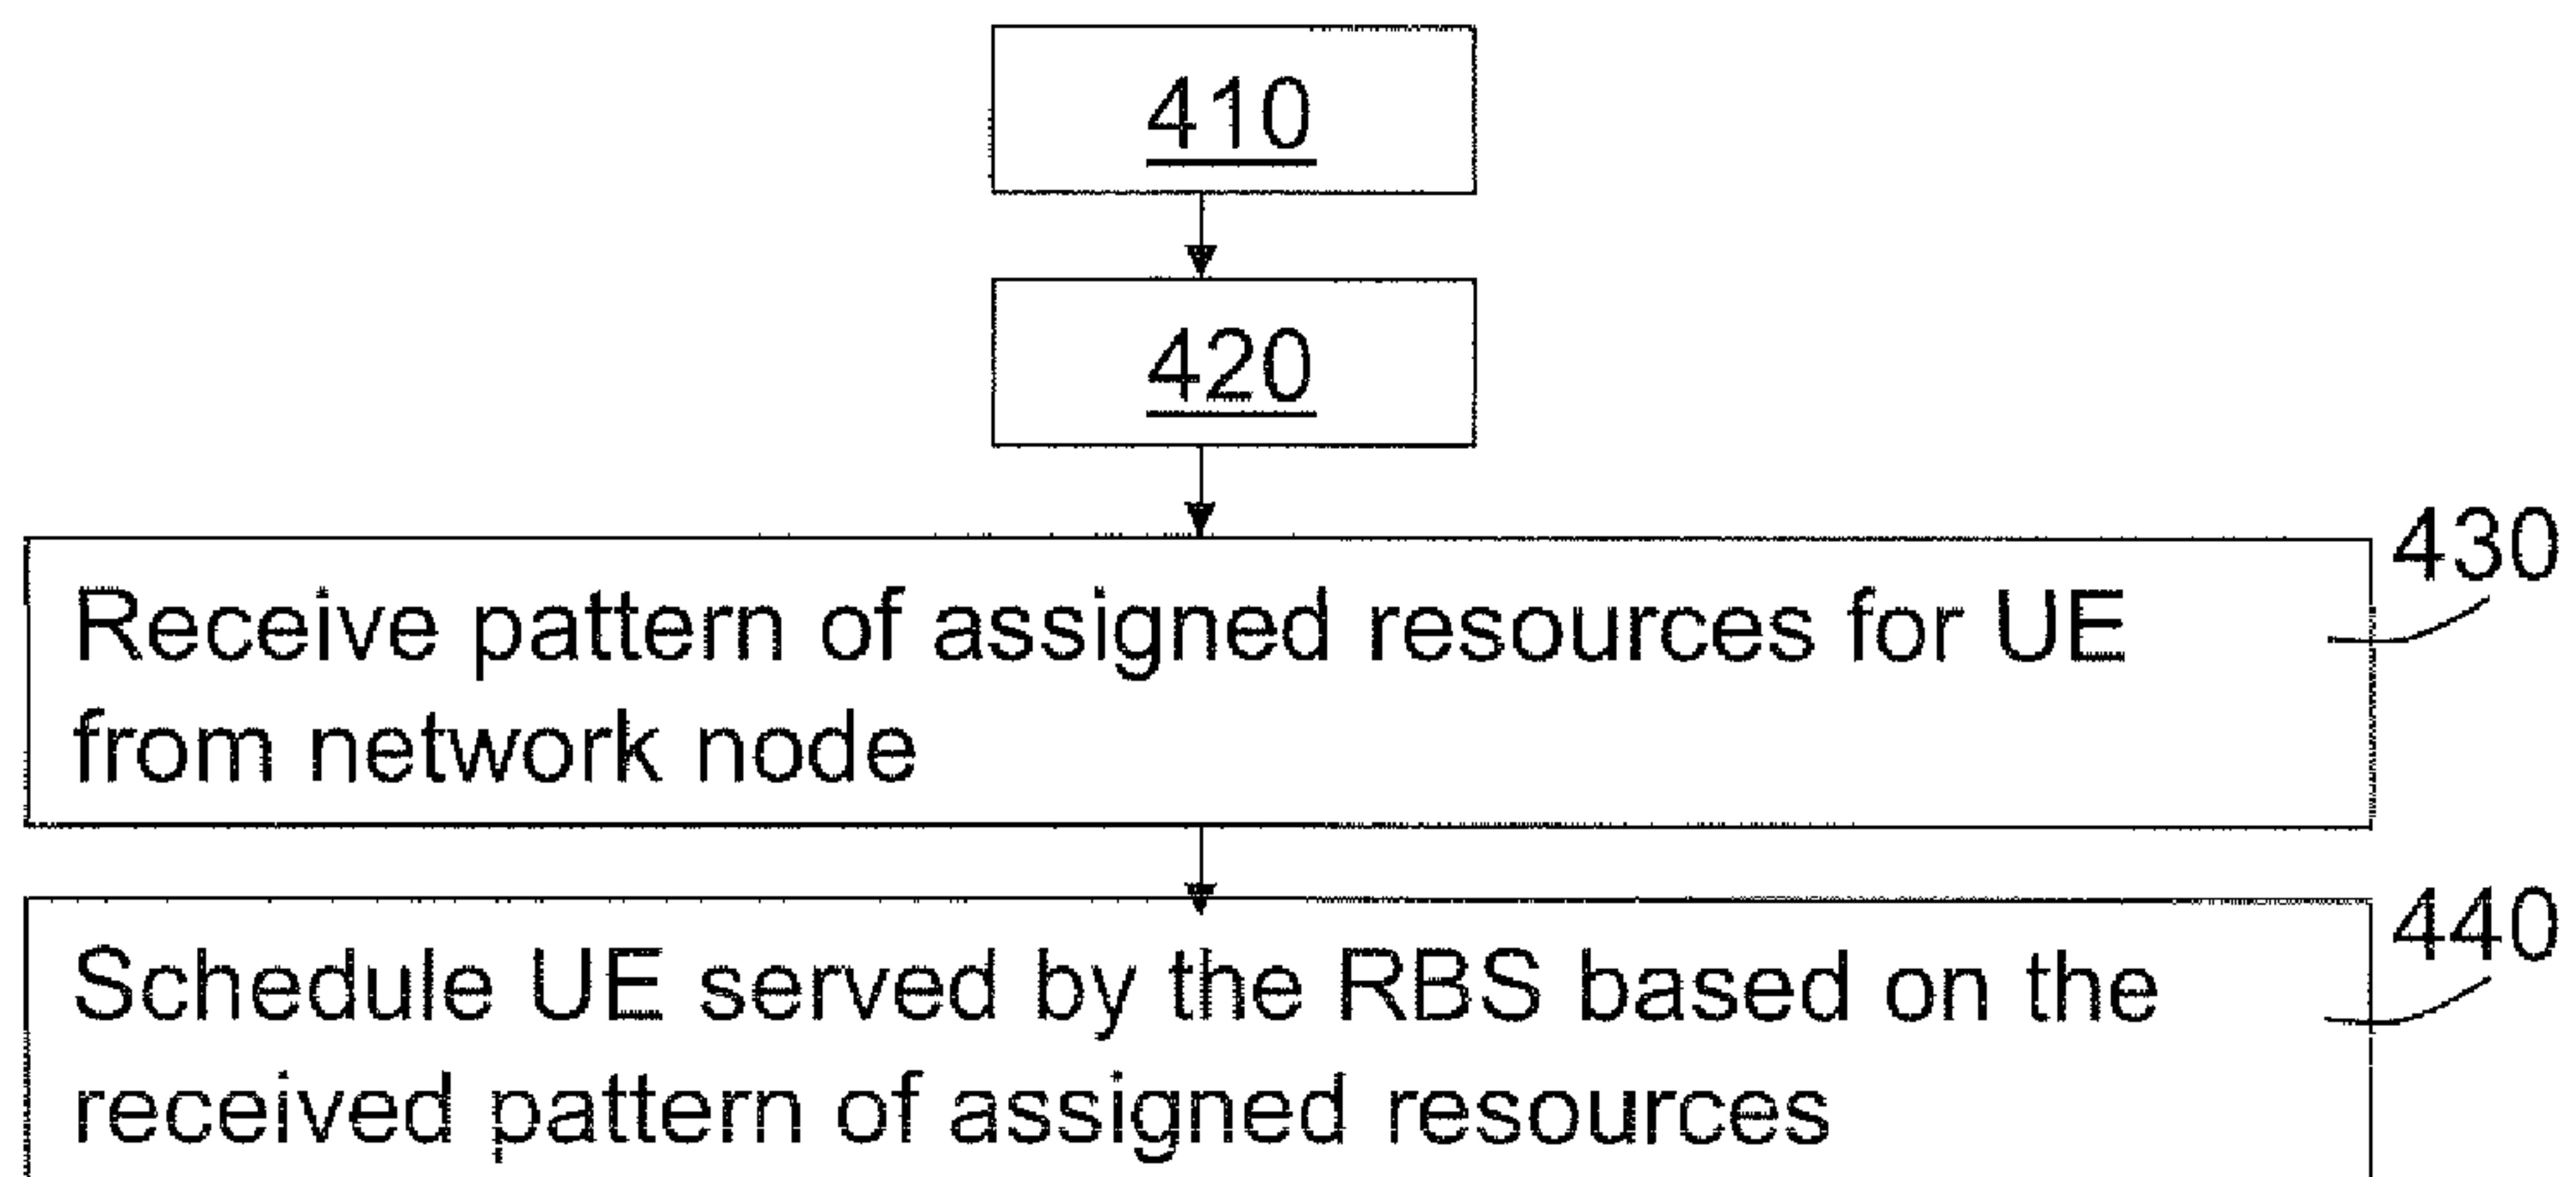 410
420
430
Receive pattern of assigned resources for UE
from network node
440
Schedule UE served by the RBS based on the
received pattern of assigned resources